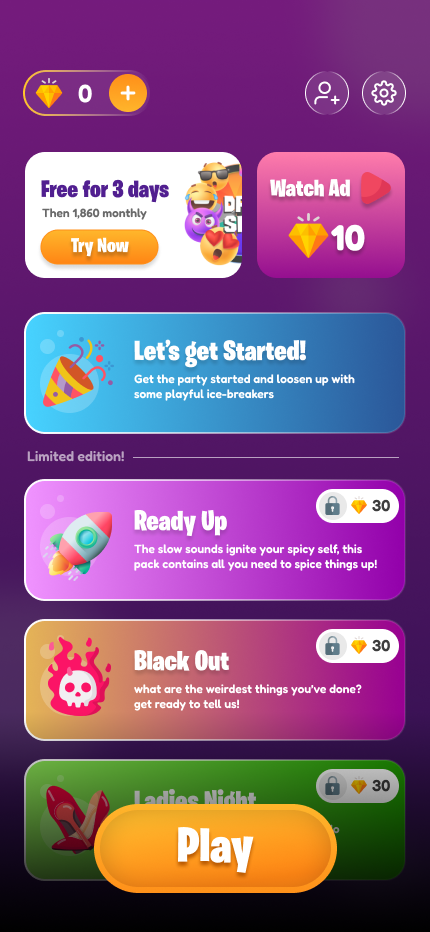 0
Free for 3 days
Then 1,860 monthly
Try Now
Watch Ad
10
Let's get Started!
Get the party started and loosen up with
some playful ice-breakers
Limited edition!
30
Ready Up
The slow sounds ignite your spicy self, this
pack contains all you need to spice things up!
30
Black Out
what are the weirdest things you've done?
get ready to tell us!
30
Ladies Night
Play